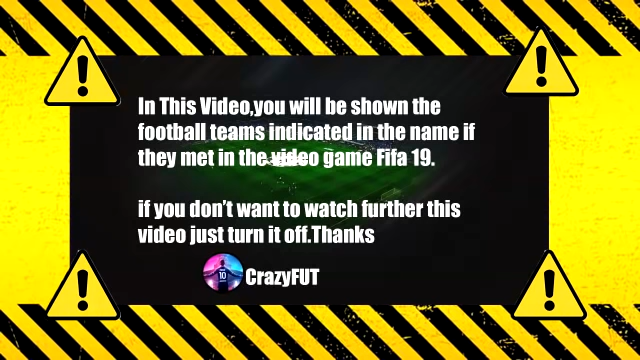 In This Video,you will be shown the
football teams indicated in the name if
they met in the video game Fifa 19.
if you don't want to watch further this
video just turn it off.Thanks
10
CrazyFUT